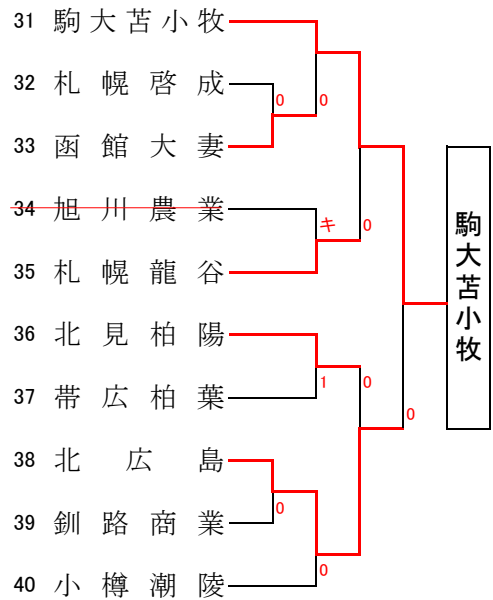 31 駒大苫小牧
32 札幌啓成
0
0
33 函館大妻
34 旭川農業
キ
0
駒大苫小牧
35 札幌龍谷
36 北見柏陽
1
0
37 帯広柏葉
0
38 北広島
0
39 釧路商業
0
40 小樽潮陵